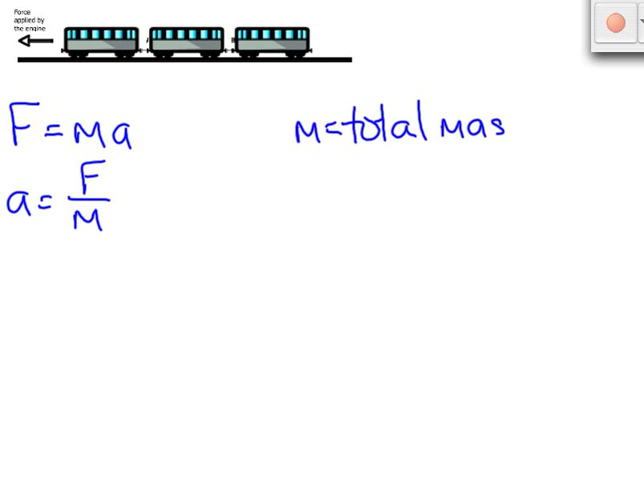 Force
applied by
the engine
F = ma
m = total mas
a = F/m